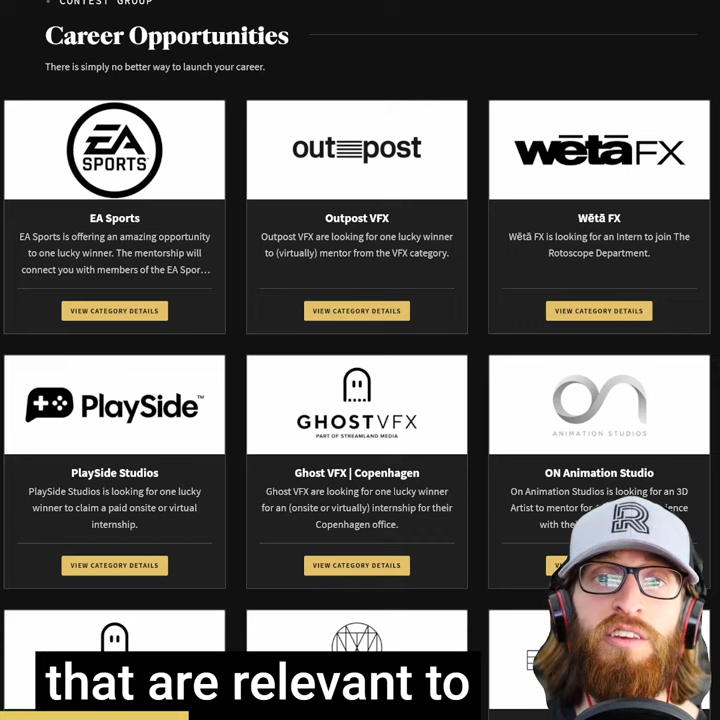 CONTEST GROUP
Career Opportunities
There is simply no better way to launch your career.
EA
SPORTS™
EA Sports
EA Sports is offering an amazing opportunity
to one lucky winner. The mentorship will
connect you with members of the EA Spor...
VIEW CATEGORY DETAILS
outpost
Outpost VFX
Outpost VFX are looking for one lucky winner
to (virtually) mentor from the VFX category.
VIEW CATEGORY DETAILS
wētā FX
Wētā FX
Wētā FX is looking for an Intern to join The
Rotoscope Department.
VIEW CATEGORY DETAILS
PlaySide™
PlaySide Studios
PlaySide Studios is looking for one lucky
winner to claim a paid onsite or virtual
internship.
VIEW CATEGORY DETAILS
GHOSTVFX
PART OF STREAMLAND MEDIA
Ghost VFX | Copenhagen
Ghost VFX are looking for one lucky winner
for an (onsite or virtually) internship for their
Copenhagen office.
VIEW CATEGORY DETAILS
on
ANIMATION STUDIOS
ON Animation Studio
On Animation Studios is looking for an 3D
Artist to mentor for
with
R
that are relevant to